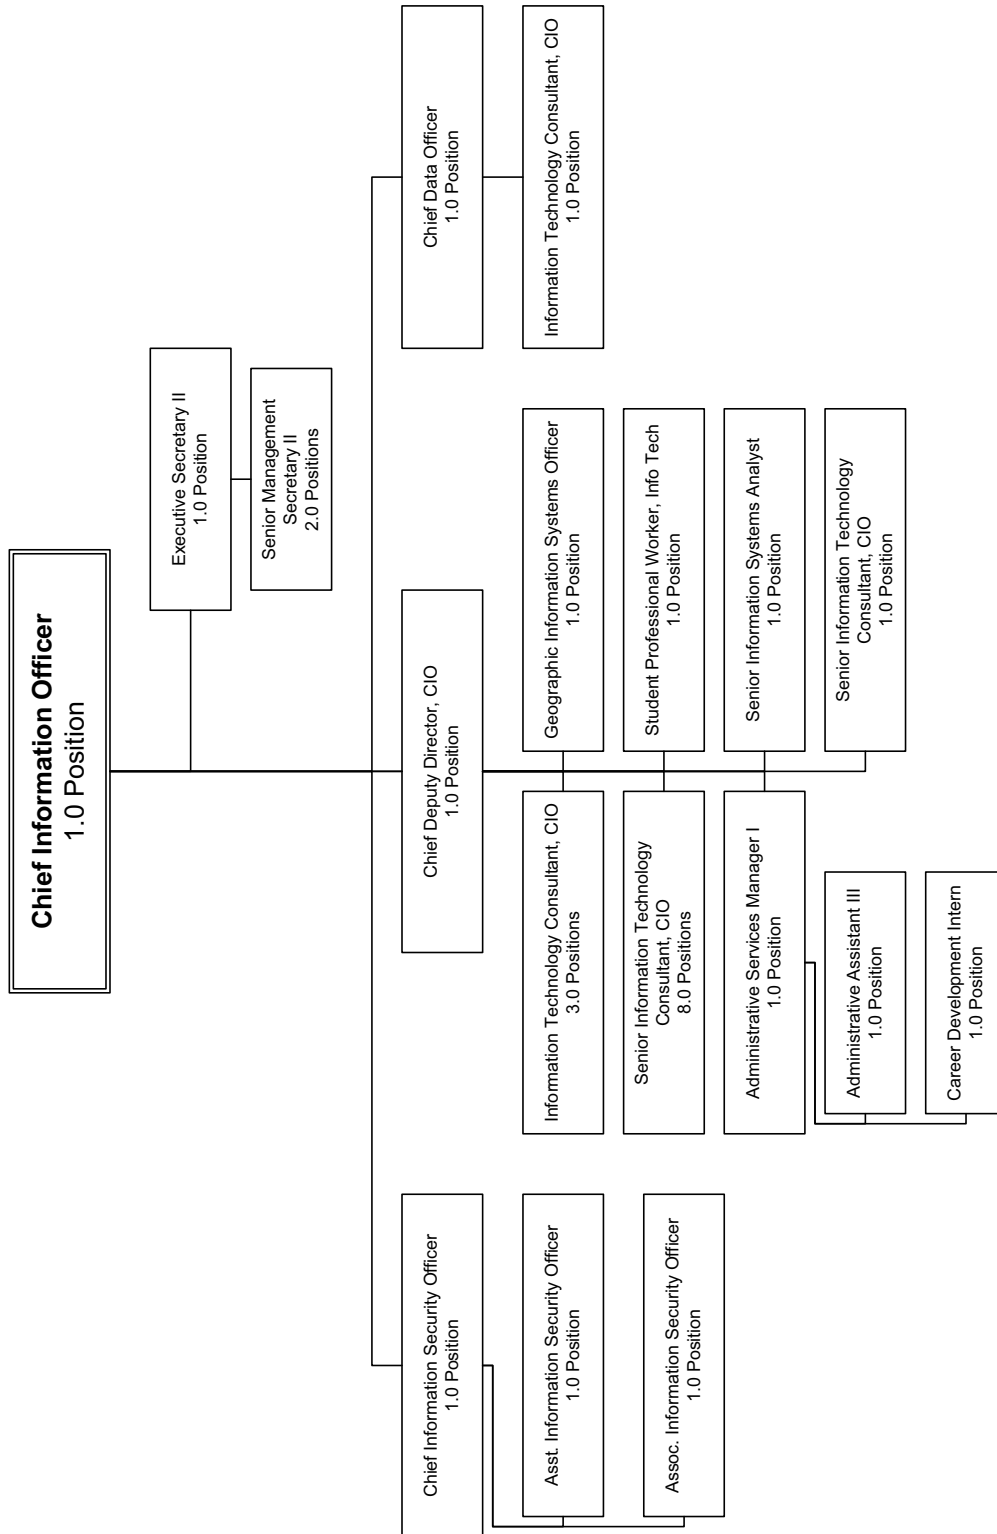 Chief Information Officer
1.0 Position
Executive Secretary II
1.0 Position
Senior Management
Secretary II
2.0 Positions
Chief Information Security Officer
1.0 Position
Asst. Information Security Officer
1.0 Position
Assoc. Information Security Officer
1.0 Position
Chief Deputy Director, CIO
1.0 Position
Information Technology Consultant, CIO
3.0 Positions
Senior Information Technology
Consultant, CIO
8.0 Positions
Administrative Services Manager I
1.0 Position
Administrative Assistant III
1.0 Position
Career Development Intern
1.0 Position
Geographic Information Systems Officer
1.0 Position
Student Professional Worker, Info Tech
1.0 Position
Senior Information Systems Analyst
1.0 Position
Senior Information Technology
Consultant, CIO
1.0 Position
Chief Data Officer
1.0 Position
Information Technology Consultant, CIO
1.0 Position